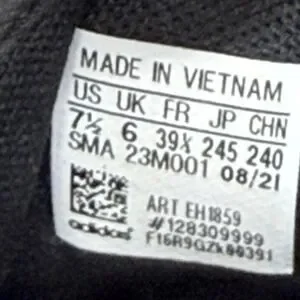 MADE IN VIETNAM
US UK FR JP CHN
7½ 6 39⅓ 245 240
SMA 23M001 08/21
ART EH1859
#128309999
adidas